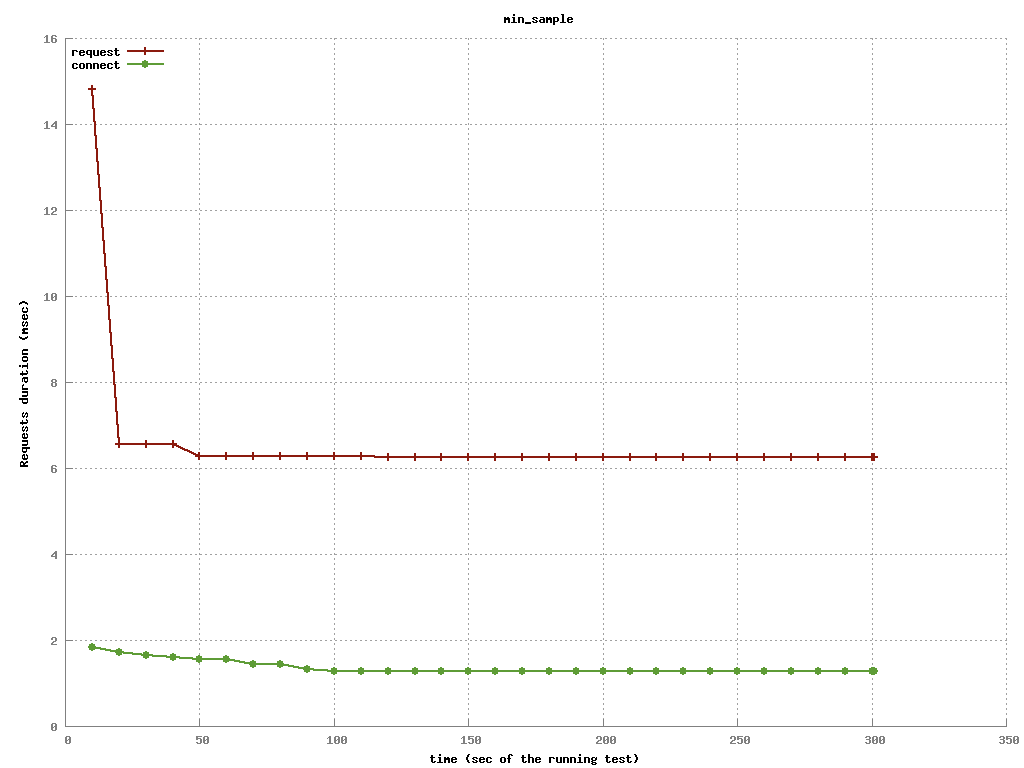 min_sample
request
connect
16
14
12
10
8
6
4
2
0
Requests duration (msec)
0 50 100 150 200 250 300 350
time (sec of the running test)